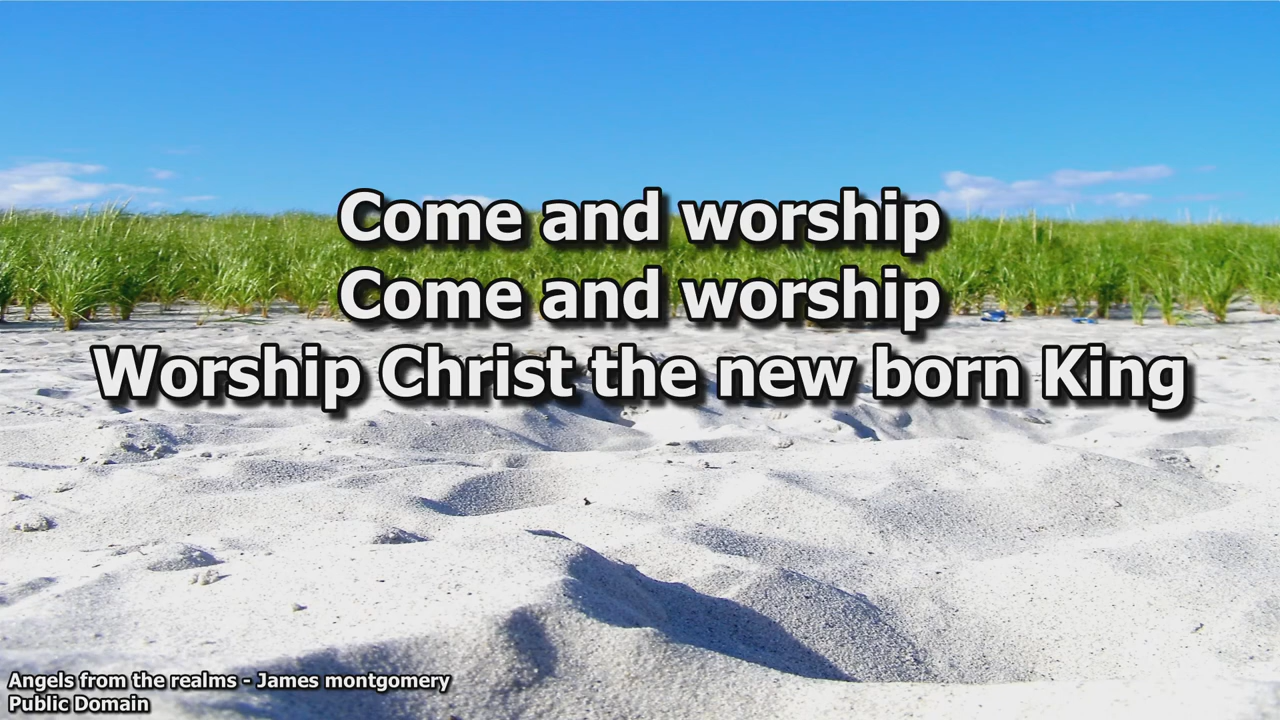 Come and worship
Come and worship
Worship Christ the new born King
Angels from the realms - James montgomery
Public Domain